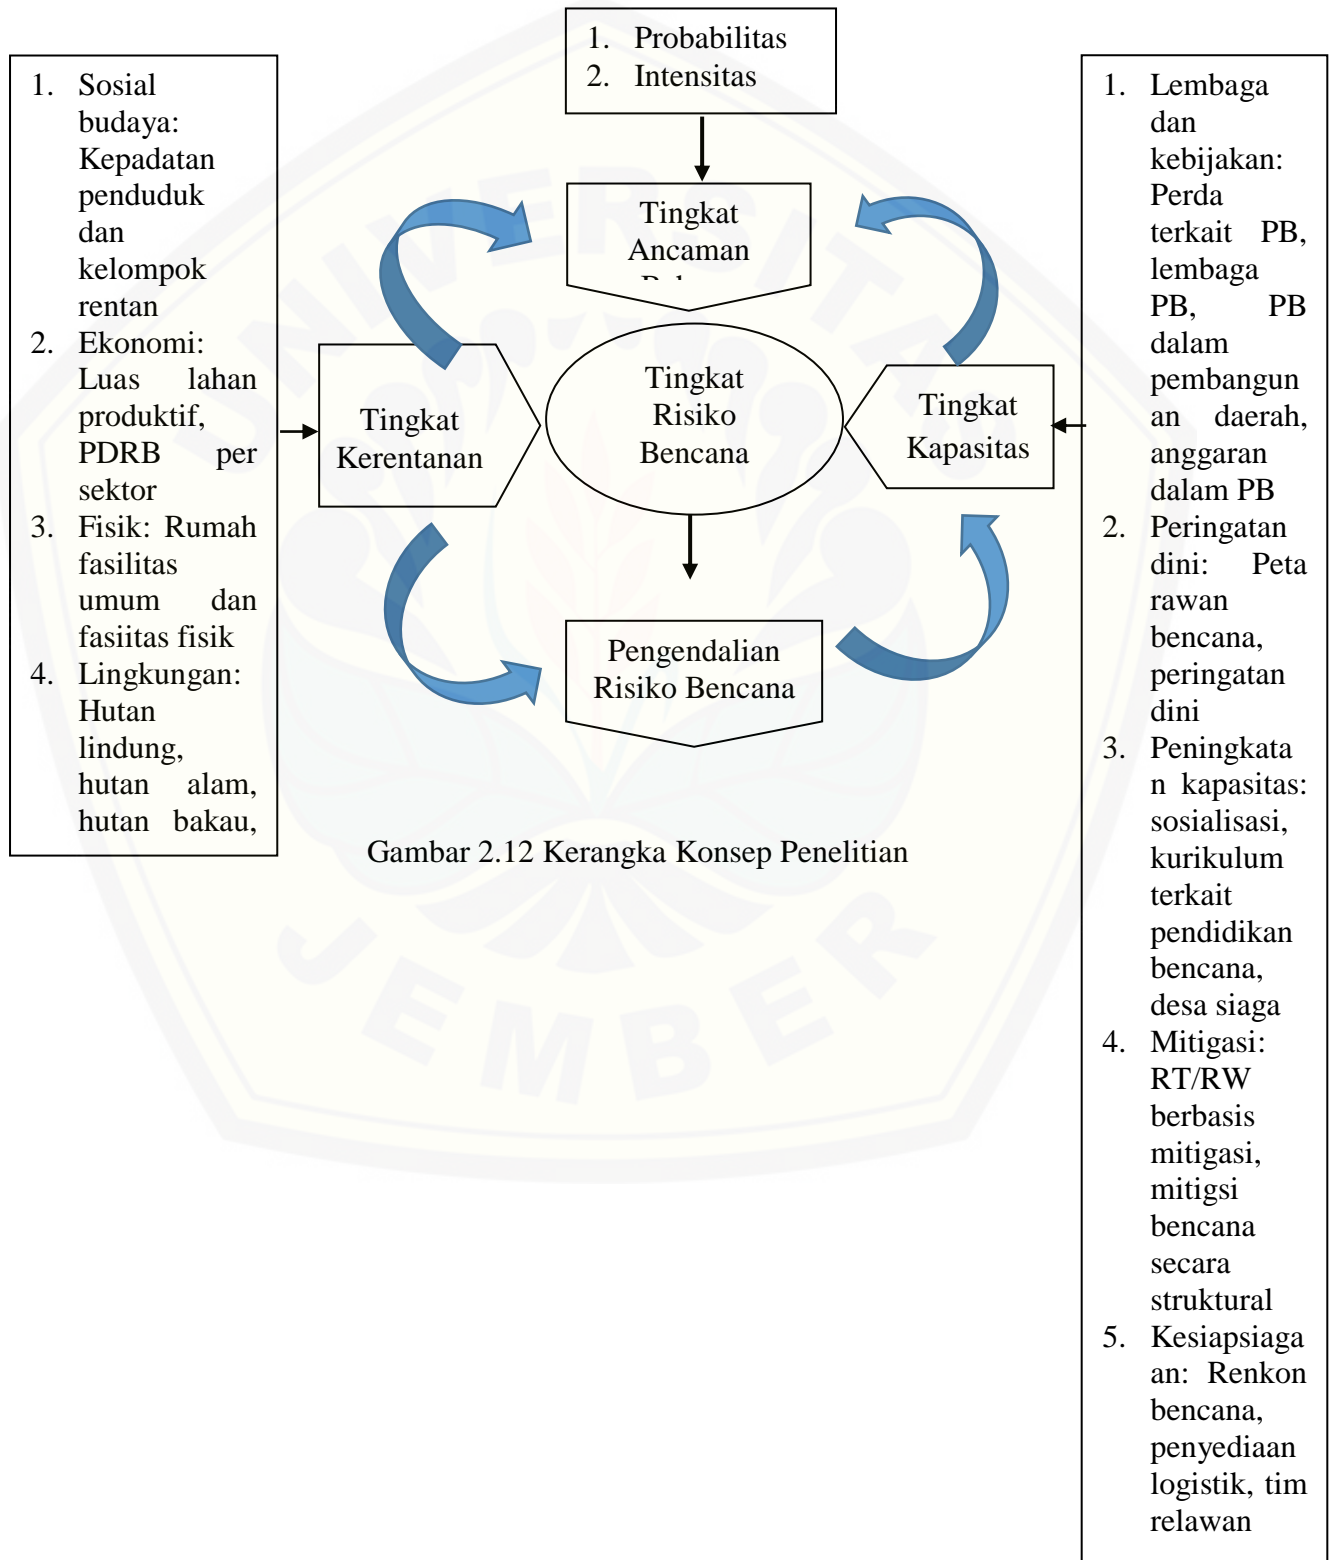 1. Probabilitas
2. Intensitas
1. Sosial
budaya:
Kepadatan
penduduk
dan
kelompok
rentan
2. Ekonomi:
Luas lahan
produktif,
PDRB per
sektor
3. Fisik: Rumah
fasilitas
umum dan
fasiitas fisik
4. Lingkungan:
Hutan
lindung,
hutan alam,
hutan bakau,
Tingkat
Ancaman
Tingkat
Kerentanan
Tingkat
Risiko
Bencana
Tingkat
Kapasitas
Pengendalian
Risiko Bencana
1. Lembaga
dan
kebijakan:
Perda
terkait PB,
lembaga
PB, PB
dalam
pembangun
an daerah,
anggaran
dalam PB
2. Peringatan
dini: Peta
rawan
bencana,
peringatan
dini
3. Peningkata
n kapasitas:
sosialisasi,
kurikulum
terkait
pendidikan
bencana,
desa siaga
4. Mitigasi:
RT/RW
berbasis
mitigasi,
mitigsi
bencana
secara
struktural
5. Kesiapsiaga
an: Renkon
bencana,
penyediaan
logistik, tim
relawan
Gambar 2.12 Kerangka Konsep Penelitian
UNIVERSITAS
JEMBER